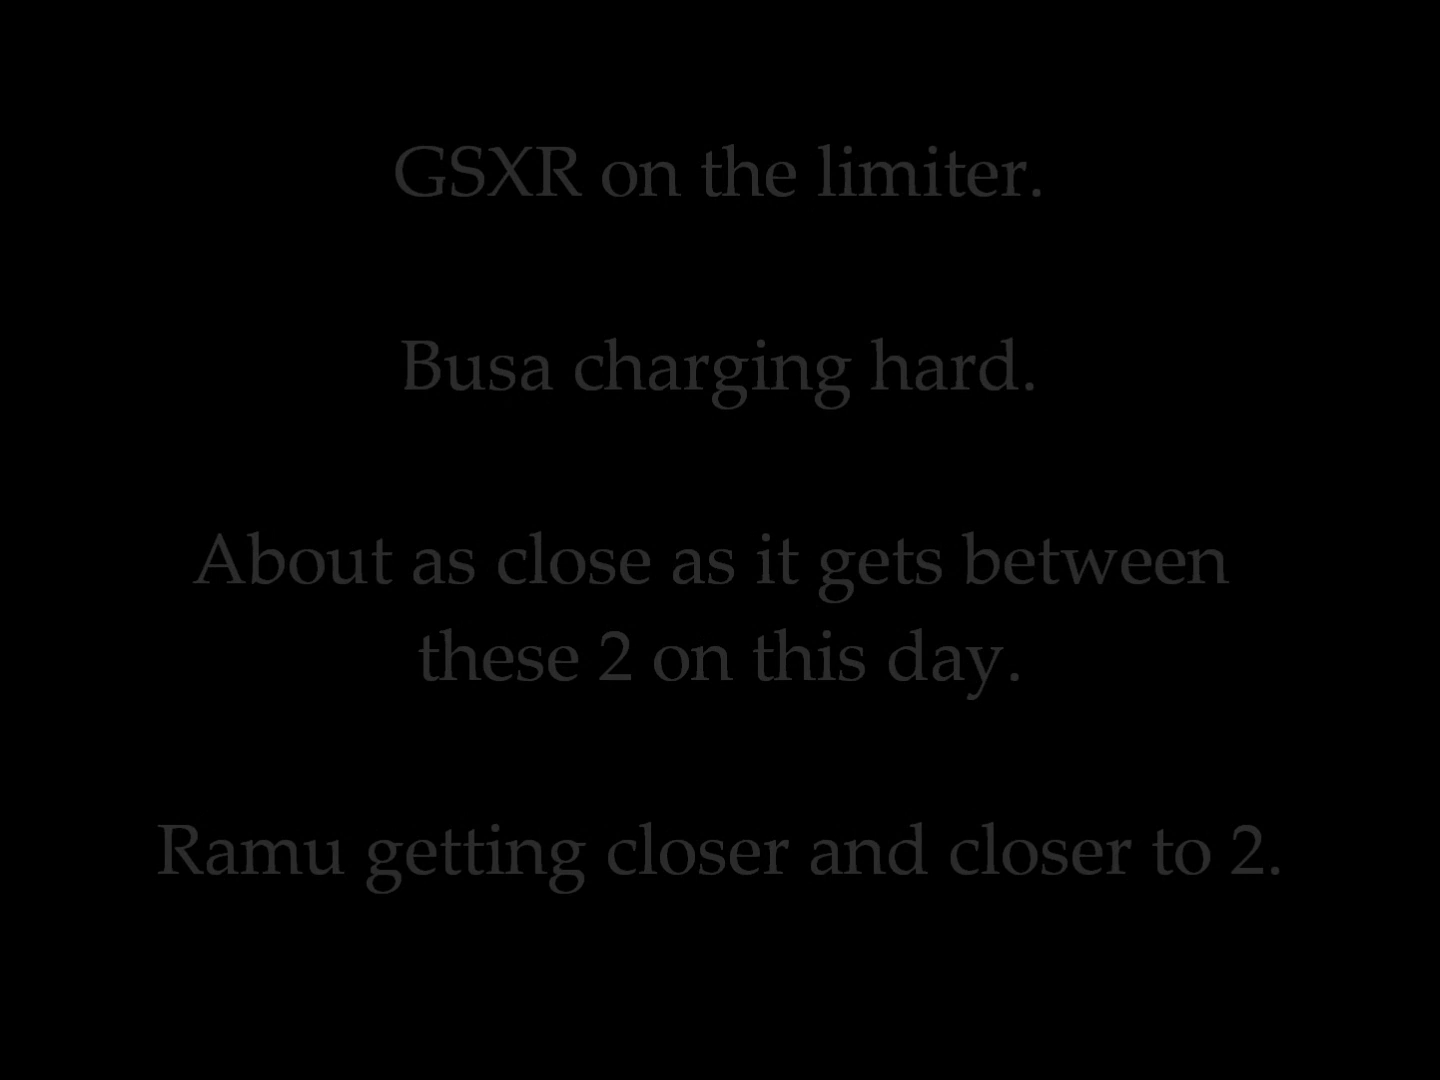 GSXR on the limiter.
Busa charging hard.
About as close as it gets between
these 2 on this day.
Ramu getting closer and closer to 2.